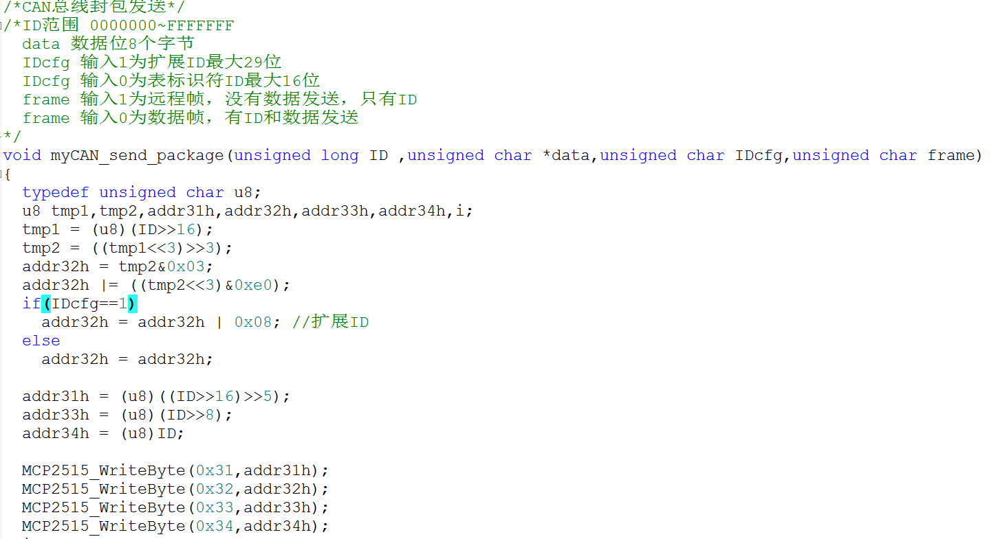 /*CAN总线封包发送*/
/*ID范围 0000000~FFFFFFF
data 数据位8个字节
IDcfg 输入1为扩展ID最大29位
IDcfg 输入0为表标识符ID最大16位
frame 输入1为远程帧，没有数据发送，只有ID
frame 输入0为数据帧，有ID和数据发送
*/
void myCAN_send_package(unsigned long ID ,unsigned char *data,unsigned char IDcfg,unsigned char frame)
{
typedef unsigned char u8;
u8 tmp1,tmp2,addr31h,addr32h,addr33h,addr34h,i;
tmp1 = (u8)(ID>>16);
tmp2 = ((tmp1<<3)>>3);
addr32h = tmp2&0x03;
addr32h |= ((tmp2<<3)&0xe0);
if(IDcfg==1)
addr32h = addr32h | 0x08; //扩展ID
else
addr32h = addr32h;
addr31h = (u8)((ID>>16)>>5);
addr33h = (u8)(ID>>8);
addr34h = (u8)ID;
MCP2515_WriteByte(0x31,addr31h);
MCP2515_WriteByte(0x32,addr32h);
MCP2515_WriteByte(0x33,addr33h);
MCP2515_WriteByte(0x34,addr34h);